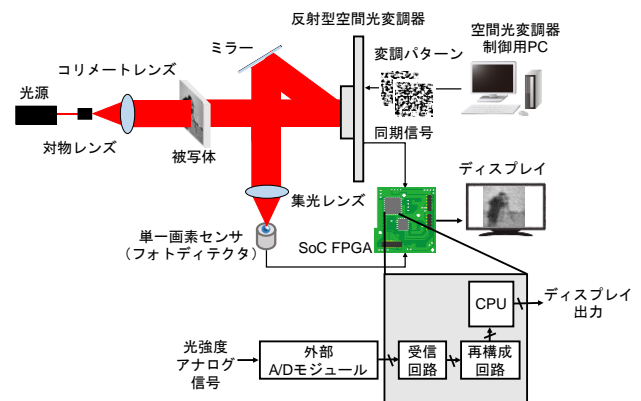 反射型空間光変調器
ミラー
変調パターン
空間光変調器
制御用PC
コリメートレンズ
光源
対物レンズ
被写体
同期信号
ディスプレイ
集光レンズ
単一画素センサ
（フォトディテクタ）
SoC FPGA
CPU
ディスプレイ
出力
光強度
アナログ
信号
外部
A/Dモジュール
受信
回路
再構成
回路